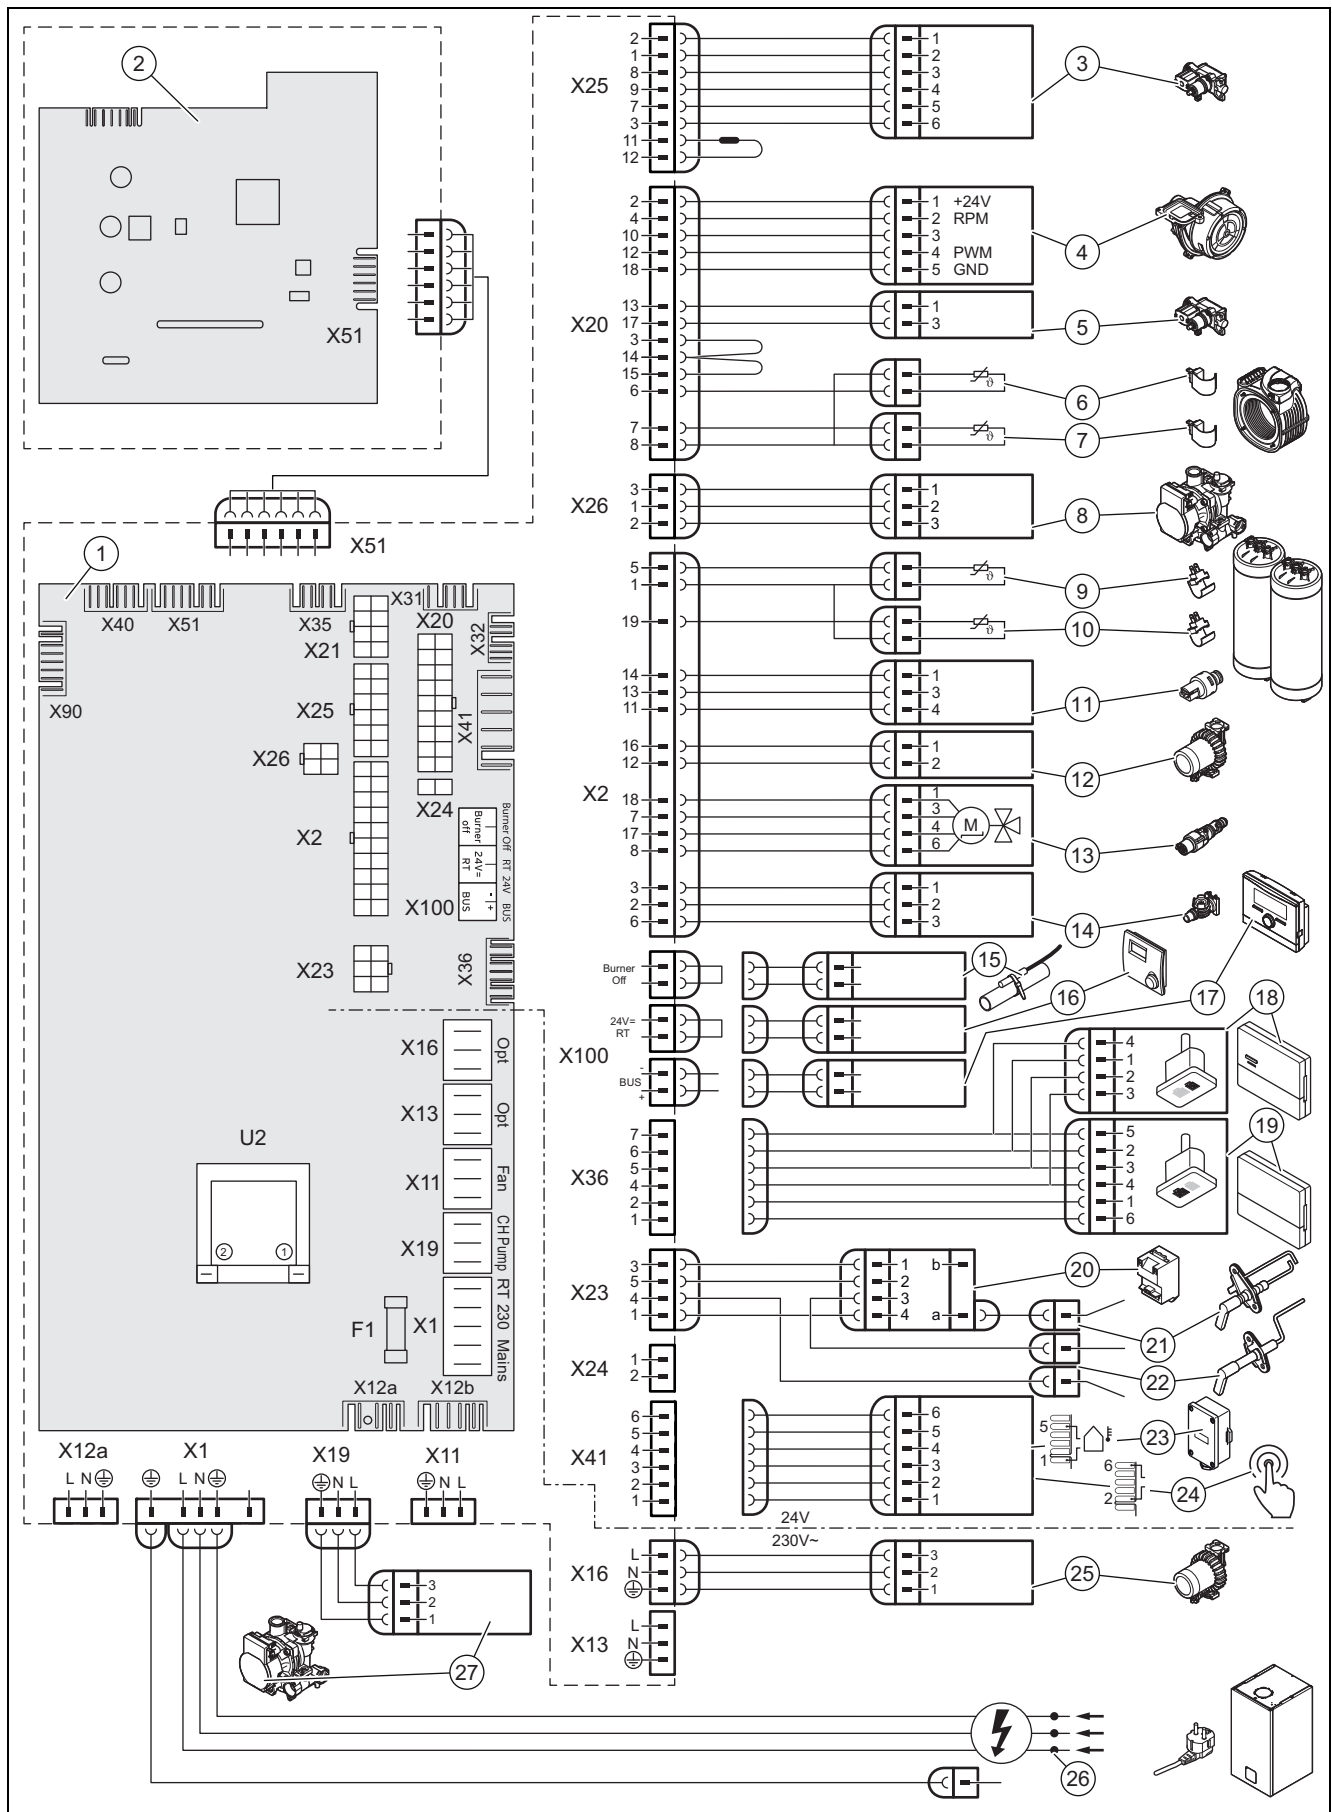 2
X51
X51
1
X40
X51
X35
X31
X20
X32
X21
X90
X25
X41
X26
X24
X2
Burner off
24V= RT
BUS
- | +
Burner Off RT 24V BUS
X100
X23
X36
X16
Opt
X13
Opt
U2
X11
Fan
2
1
X19
CH Pump
RT 230
F1
X1
Mains
X12a
X12b
X12a
L N
X1
L N
X19
N L
X11
N L
3
2
1
27
X25
2
1
8
9
7
3
11
12
1
2
3
4
5
6
3
X20
2
4
10
12
18
1 +24V
2 RPM
3
4 PWM
5 GND
4
13
17
3
14
15
6
7
8
1
3
5
ϑ
6
ϑ
7
X26
3
1
2
1
2
3
8
X2
5
1
19
ϑ
9
ϑ
10
14
13
11
1
3
4
11
16
12
1
2
12
18
7
17
8
1
3
4
6
M
13
3
2
6
1
2
3
14
X100
Burner
Off
15
24V=
RT
16
-
BUS
+
17
4
1
2
3
18
X36
7
6
5
4
2
1
5
2
3
4
1
6
19
X23
3
5
4
1
1
2
3
4
b
a
20
21
22
X24
1
2
X41
6
5
4
3
2
1
6
5
4
3
2
1
5
1
23
6
2
24
24V
230V~
X16
L
N
3
2
1
25
X13
L
N
26